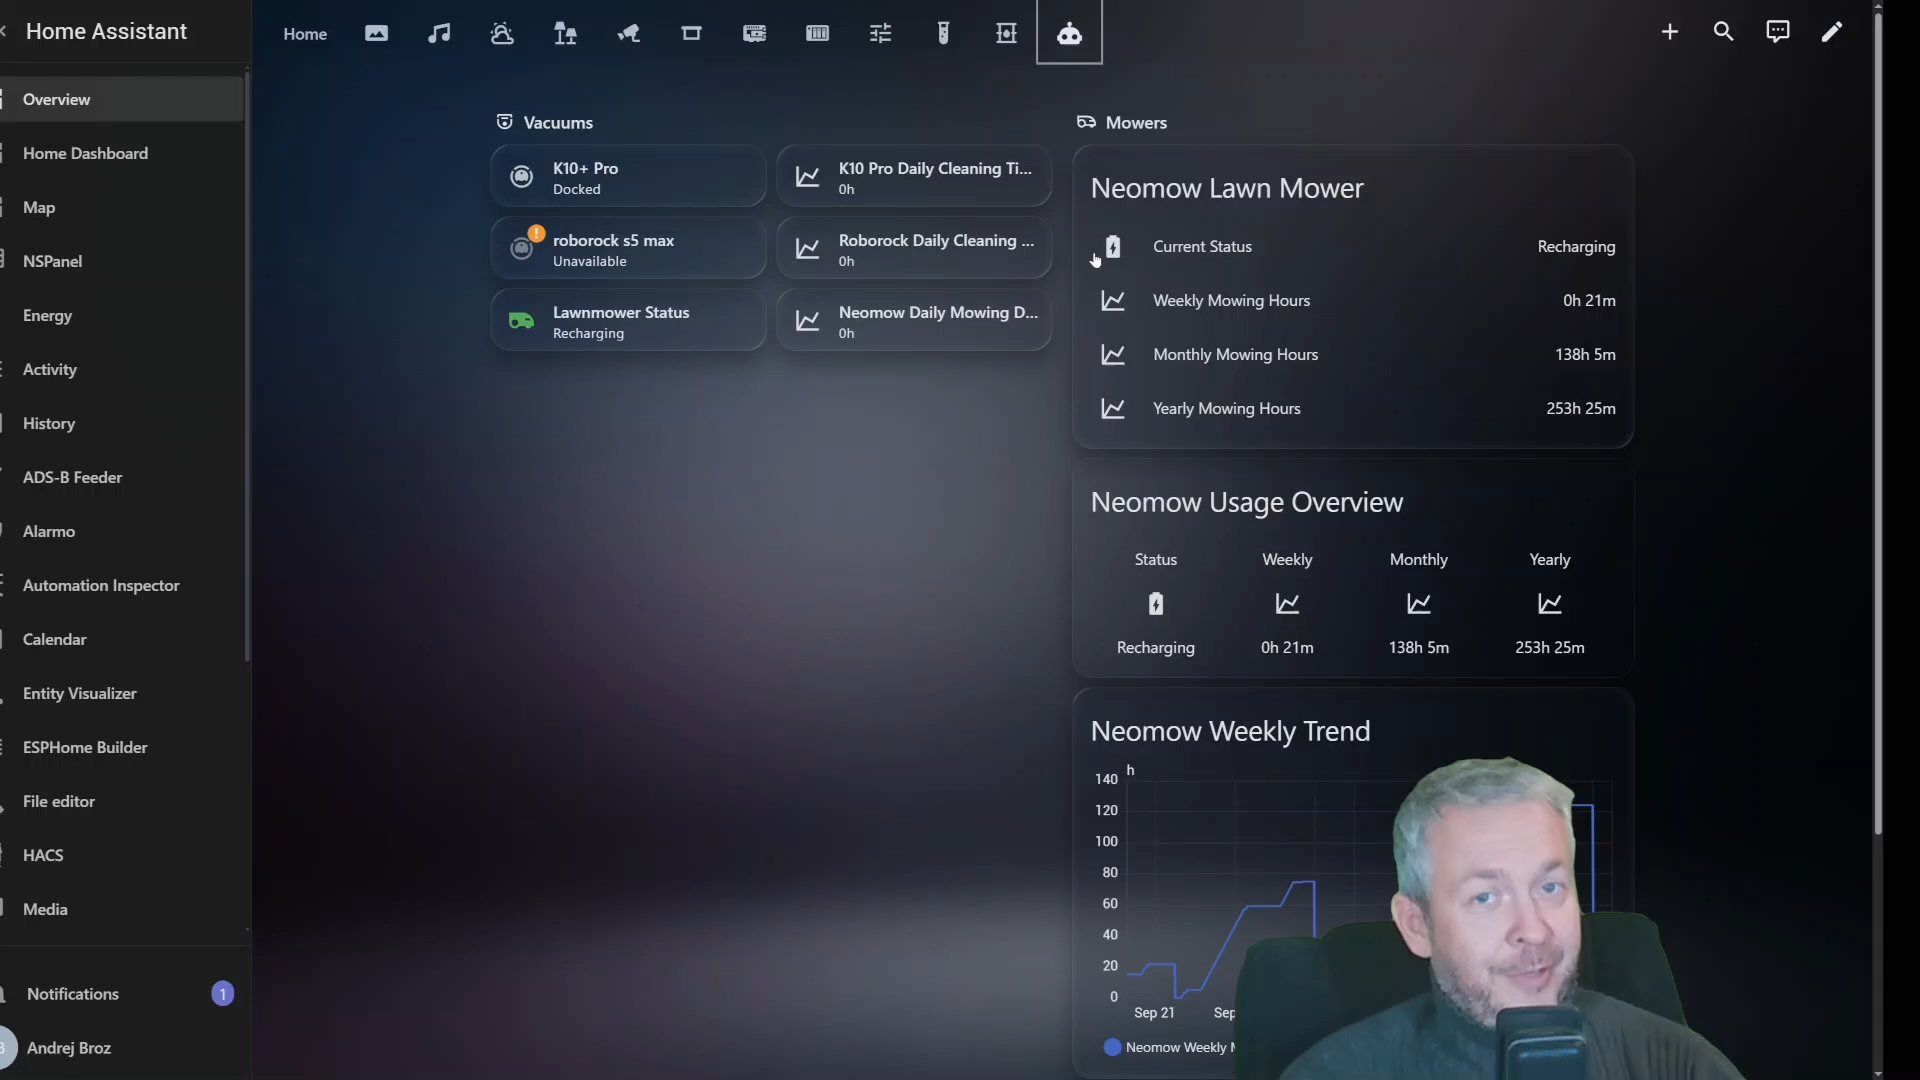 Home Assistant
Home
Overview
Home Dashboard
Map
NSPanel
Energy
Activity
History
ADS-B Feeder
Alarmo
Automation Inspector
Calendar
Entity Visualizer
ESPHome Builder
File editor
HACS
Media
Notifications
1
Andrej Broz
Vacuums
K10+ Pro
Docked
K10 Pro Daily Cleaning Ti...
0h
roborock s5 max
Unavailable
Roborock Daily Cleaning ...
0h
Lawnmower Status
Recharging
Neomow Daily Mowing D...
0h
Mowers
Neomow Lawn Mower
Current Status Recharging
Weekly Mowing Hours 0h 21m
Monthly Mowing Hours 138h 5m
Yearly Mowing Hours 253h 25m
Neomow Usage Overview
Status Weekly Monthly Yearly
Recharging 0h 21m 138h 5m 253h 25m
Neomow Weekly Trend
h
140
120
100
80
60
40
20
0
Sep 21 Sep
Neomow Weekly